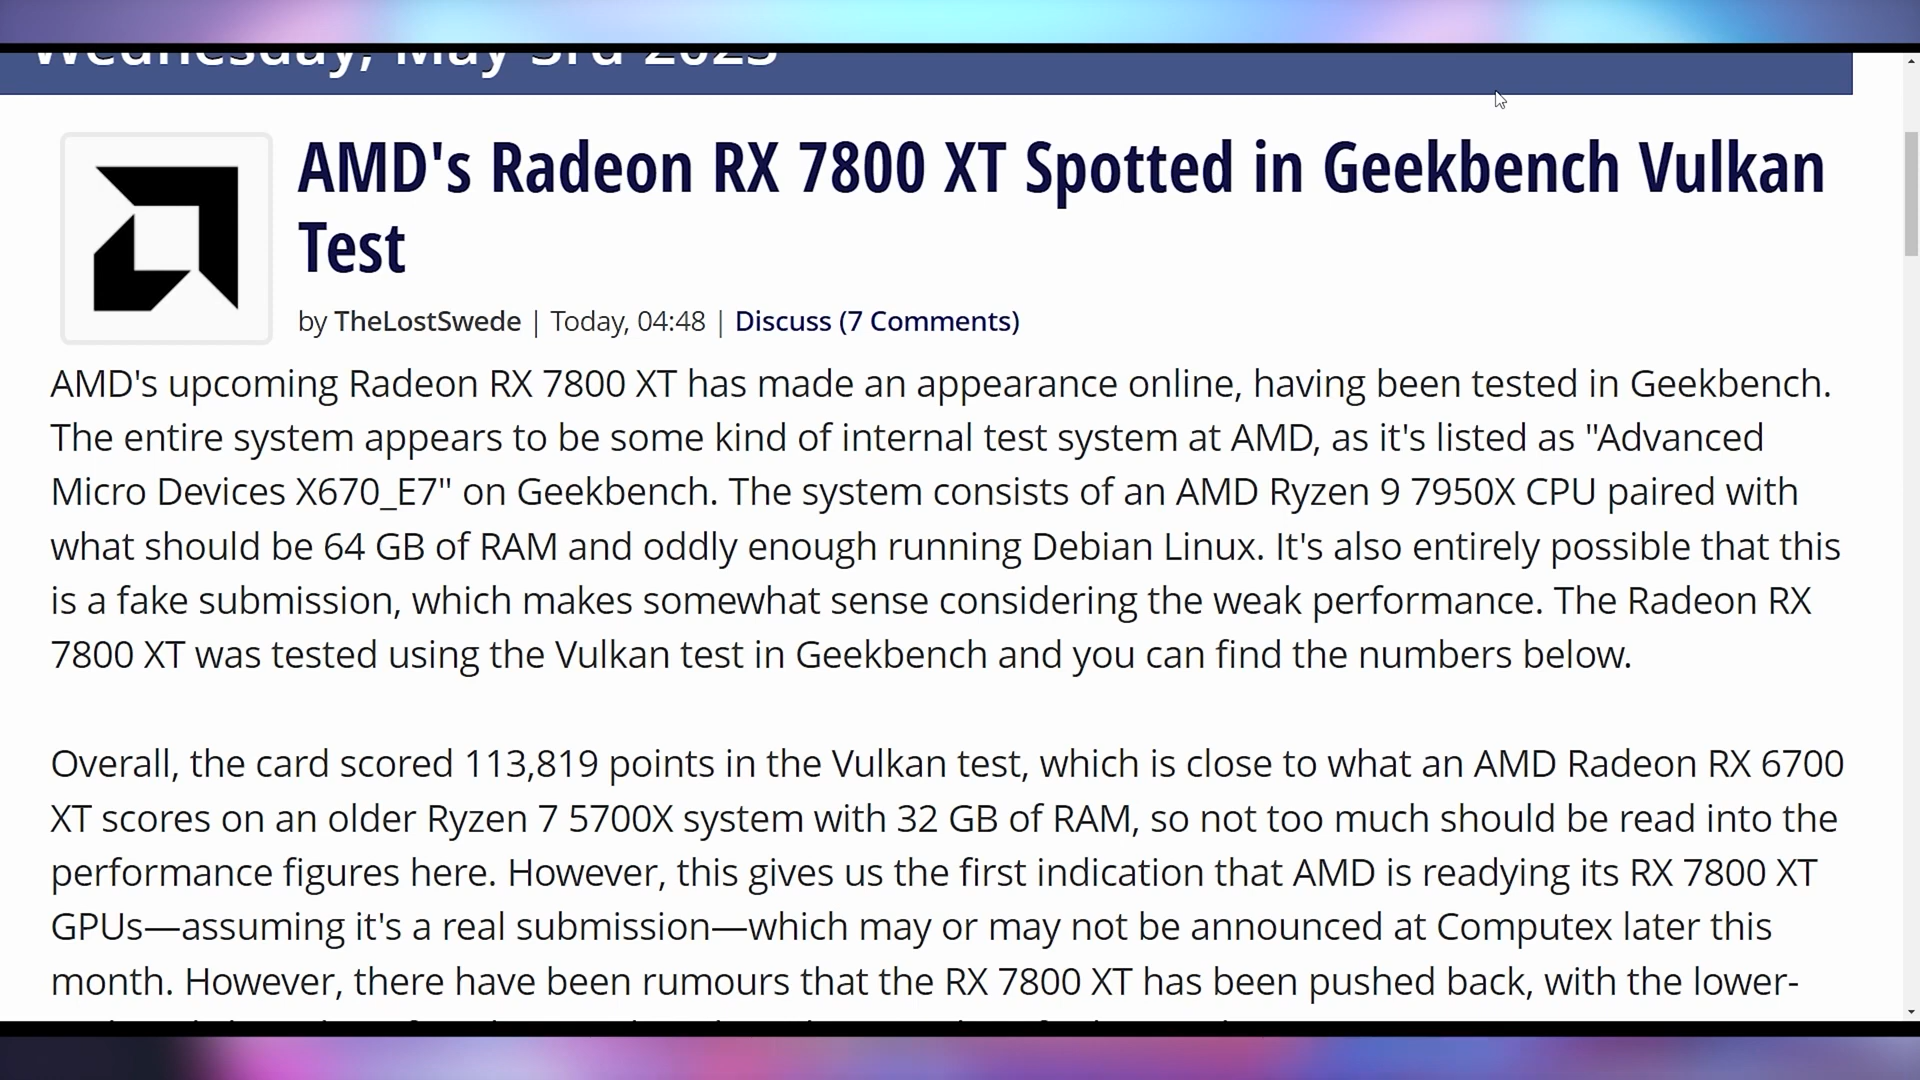 Wednesday, May 3rd 2023
AMD's Radeon RX 7800 XT Spotted in Geekbench Vulkan
Test
by TheLostSwede | Today, 04:48 | Discuss (7 Comments)
AMD's upcoming Radeon RX 7800 XT has made an appearance online, having been tested in Geekbench.
The entire system appears to be some kind of internal test system at AMD, as it's listed as "Advanced
Micro Devices X670_E7" on Geekbench. The system consists of an AMD Ryzen 9 7950X CPU paired with
what should be 64 GB of RAM and oddly enough running Debian Linux. It's also entirely possible that this
is a fake submission, which makes somewhat sense considering the weak performance. The Radeon RX
7800 XT was tested using the Vulkan test in Geekbench and you can find the numbers below.
Overall, the card scored 113,819 points in the Vulkan test, which is close to what an AMD Radeon RX 6700
XT scores on an older Ryzen 7 5700X system with 32 GB of RAM, so not too much should be read into the
performance figures here. However, this gives us the first indication that AMD is readying its RX 7800 XT
GPUs—assuming it's a real submission—which may or may not be announced at Computex later this
month. However, there have been rumours that the RX 7800 XT has been pushed back, with the lower-